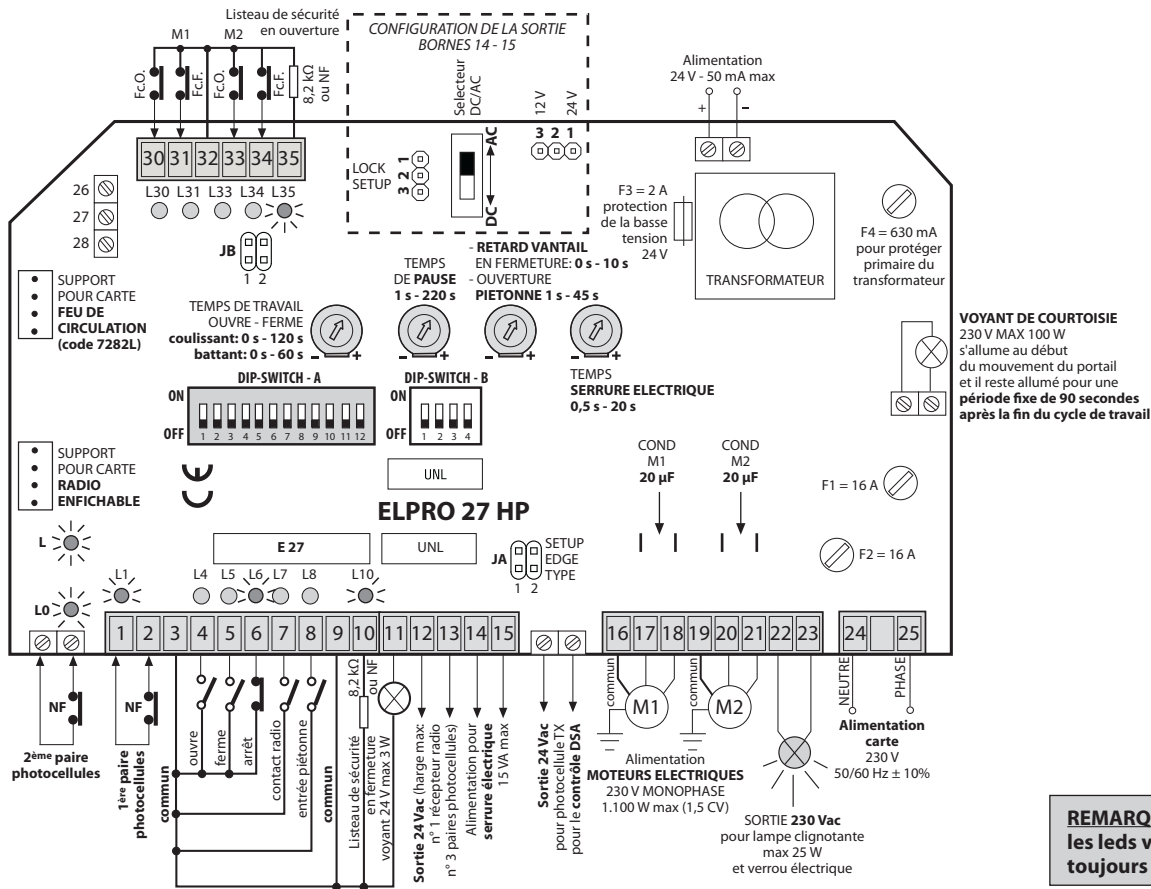 Listeau de sécurité
en ouverture
M1
M2
Fc.O.
Fc.F.
Fc.O.
Fc.F.
8,2 kΩ
ou NF
CONFIGURATION DE LA SORTIE
BORNES 14 - 15
Selecteur
DC/AC
12 V
24 V
3 2 1
LOCK
SETUP
3 2 1
AC
DC
Alimentation
24 V - 50 mA max
+ −
30 31 32 33 34 35
L30 L31 L33 L34 L35
26
27
28
JB
1 2
F3 = 2 A
protection
de la basse
tension
24 V
TRANSFORMATEUR
F4 = 630 mA
pour protéger
primaire du
transformateur
SUPPORT
POUR CARTE
FEU DE
CIRCULATION
(code 7282L)
TEMPS DE TRAVAIL
OUVRE - FERME
coulissant: 0 s - 120 s
battant: 0 s - 60 s
- +
TEMPS
DE PAUSE
1 s - 220 s
- +
- RETARD VANTAIL
EN FERMETURE: 0 s - 10 s
- OUVERTURE
PIETONNE 1 s - 45 s
- +
- +
TEMPS
SERRURE ELECTRIQUE
0,5 s - 20 s
VOYANT DE COURTOISIE
230 V MAX 100 W
s'allume au début
du mouvement du portail
et il reste allumé pour une
période fixe de 90 secondes
après la fin du cycle de travail
DIP-SWITCH - A
ON
OFF
1 2 3 4 5 6 7 8 9 10 11 12
DIP-SWITCH - B
ON
OFF
1 2 3 4
SUPPORT
POUR CARTE
RADIO
ENFICHABLE
CE
UNL
ELPRO 27 HP
COND
M1
20 µF
COND
M2
20 µF
F1 = 16 A
F2 = 16 A
E 27
UNL
JA
1 2
SETUP
EDGE
TYPE
L
L0
L1
L4 L5 L6 L7 L8
L10
1 2 3 4 5 6 7 8 9 10 11 12 13 14 15
16 17 18 19 20 21 22 23
24 25
NF
2ème paire
photocellules
NF
1ère paire
photocellules
commun
ouvre
ferme
arrêt
contact radio
entrée piétonne
commun
8,2 kΩ
ou NF
Listeau de sécurité
en fermeture
voyant 24 V max 3 W
Sortie 24 Vac (harge max:
n° 1 récepteur radio
n° 3 paires photocellules)
Alimentation pour
serrure électrique
15 VA max
Sortie 24 Vac
pour photocellule TX
pour le contrôle DSA
commun
M1
commun
M2
Alimentation
MOTEURS ELECTRIQUES
230 V MONOPHASE
1.100 W max (1,5 CV)
SORTIE 230 Vac
pour lampe clignotante
max 25 W
et verrou électrique
NEUTRE
PHASE
Alimentation
carte
230 V
50/60 Hz ± 10%
REMARQ
les leds v
toujours